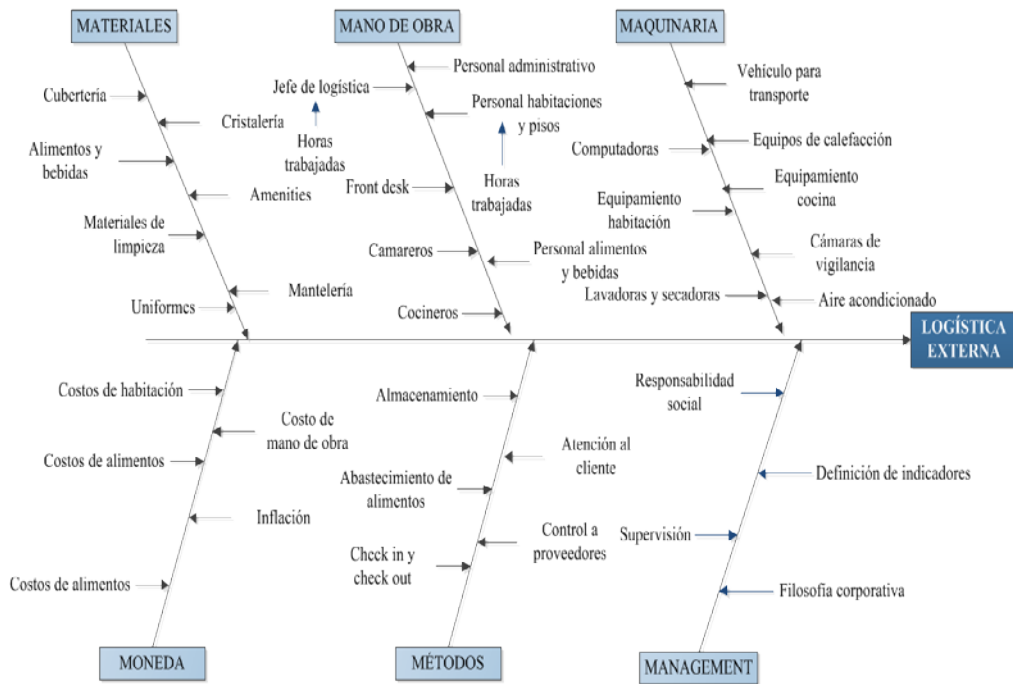 MATERIALES
MANO DE OBRA
MAQUINARIA
Cubertería
Cristalería
Alimentos y
bebidas
Amenities
Materiales de
limpieza
Mantelería
Uniformes
Personal administrativo
Jefe de logística
Personal habitaciones
y pisos
Horas
trabajadas
Front desk
Horas
trabajadas
Camareros
Personal alimentos
y bebidas
Cocineros
Vehículo para
transporte
Equipos de calefacción
Computadoras
Equipamiento
cocina
Equipamiento
habitación
Cámaras de
vigilancia
Lavadoras y secadoras
Aire acondicionado
LOGÍSTICA
EXTERNA
Costos de habitación
Costo de
mano de obra
Costos de alimentos
Inflación
Costos de alimentos
Almacenamiento
Atención al
cliente
Abastecimiento de
alimentos
Control a
proveedores
Check in y
check out
Responsabilidad
social
Definición de indicadores
Supervisión
Filosofía corporativa
MONEDA
MÉTODOS
MANAGEMENT